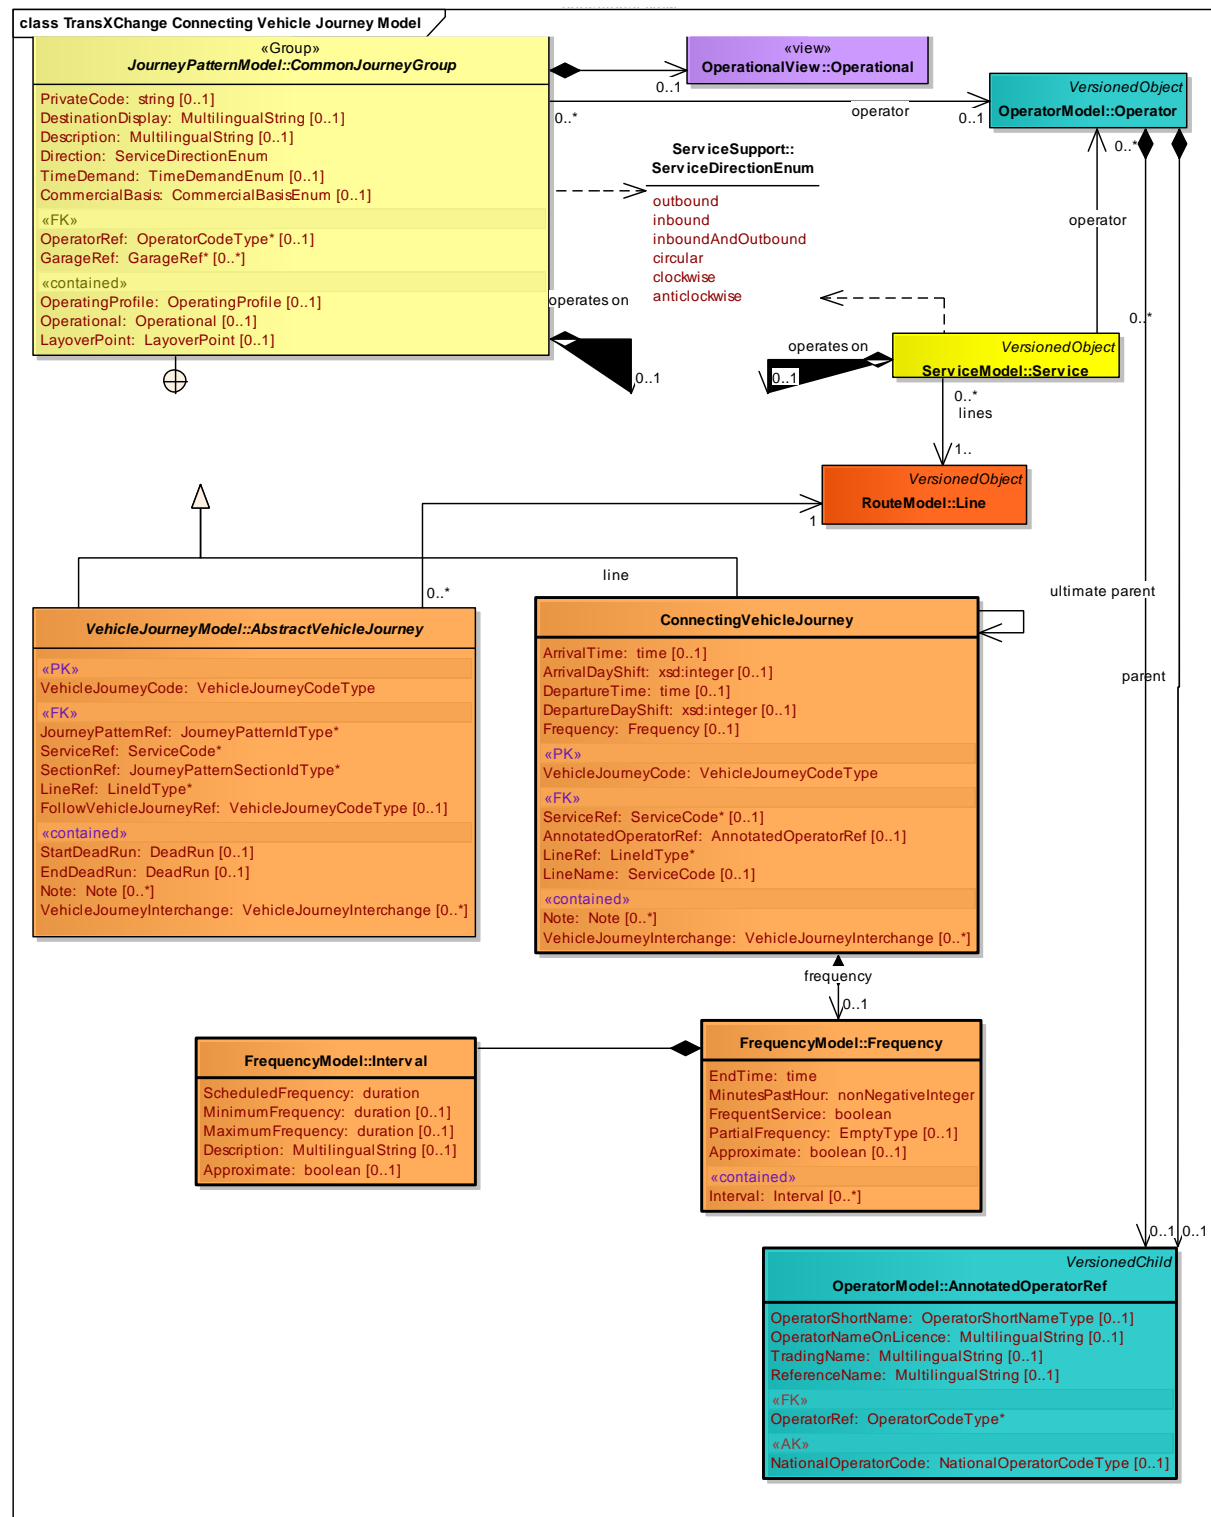 class TransXChange Connecting Vehicle Journey Model
«Group»
JourneyPatternModel::CommonJourneyGroup
PrivateCode: string [0..1]
DestinationDisplay: MultilingualString [0..1]
Description: MultilingualString [0..1]
Direction: ServiceDirectionEnum
TimeDemand: TimeDemandEnum [0..1]
CommercialBasis: CommercialBasisEnum [0..1]
«FK»
OperatorRef: OperatorCodeType* [0..1]
GarageRef: GarageRef* [0..*]
«contained»
OperatingProfile: OperatingProfile [0..1]
Operational: Operational [0..1]
LayoverPoint: LayoverPoint [0..1]
«view»
OperationalView::Operational
0..1
0..*
operator
0..1
VersionedObject
OperatorModel::Operator
0..*
ServiceSupport::
ServiceDirectionEnum
outbound
inbound
inboundAndOutbound
circular
clockwise
anticlockwise
operator
operates on
0..1
0..*
operates on
0..1
VersionedObject
ServiceModel::Service
0..*
lines
1..
VersionedObject
RouteModel::Line
1
line
0..*
ultimate parent
parent
VehicleJourneyModel::AbstractVehicleJourney
«PK»
VehicleJourneyCode: VehicleJourneyCodeType
«FK»
JourneyPatternRef: JourneyPatternIdType*
ServiceRef: ServiceCode*
SectionRef: JourneyPatternSectionIdType*
LineRef: LineIdType*
FollowVehicleJourneyRef: VehicleJourneyCodeType [0..1]
«contained»
StartDeadRun: DeadRun [0..1]
EndDeadRun: DeadRun [0..1]
Note: Note [0..*]
VehicleJourneyInterchange: VehicleJourneyInterchange [0..*]
ConnectingVehicleJourney
ArrivalTime: time [0..1]
ArrivalDayShift: xsd:integer [0..1]
DepartureTime: time [0..1]
DepartureDayShift: xsd:integer [0..1]
Frequency: Frequency [0..1]
«PK»
VehicleJourneyCode: VehicleJourneyCodeType
«FK»
ServiceRef: ServiceCode* [0..1]
AnnotatedOperatorRef: AnnotatedOperatorRef [0..1]
LineRef: LineIdType*
LineName: ServiceCode [0..1]
«contained»
Note: Note [0..*]
VehicleJourneyInterchange: VehicleJourneyInterchange [0..*]
frequency
0..1
FrequencyModel::Interval
ScheduledFrequency: duration
MinimumFrequency: duration [0..1]
MaximumFrequency: duration [0..1]
Description: MultilingualString [0..1]
Approximate: boolean [0..1]
FrequencyModel::Frequency
EndTime: time
MinutesPastHour: nonNegativeInteger
FrequentService: boolean
PartialFrequency: EmptyType [0..1]
Approximate: boolean [0..1]
«contained»
Interval: Interval [0..*]
0..1
0..1
VersionedChild
OperatorModel::AnnotatedOperatorRef
OperatorShortName: OperatorShortNameType [0..1]
OperatorNameOnLicence: MultilingualString [0..1]
TradingName: MultilingualString [0..1]
ReferenceName: MultilingualString [0..1]
«FK»
OperatorRef: OperatorCodeType*
«AK»
NationalOperatorCode: NationalOperatorCodeType [0..1]